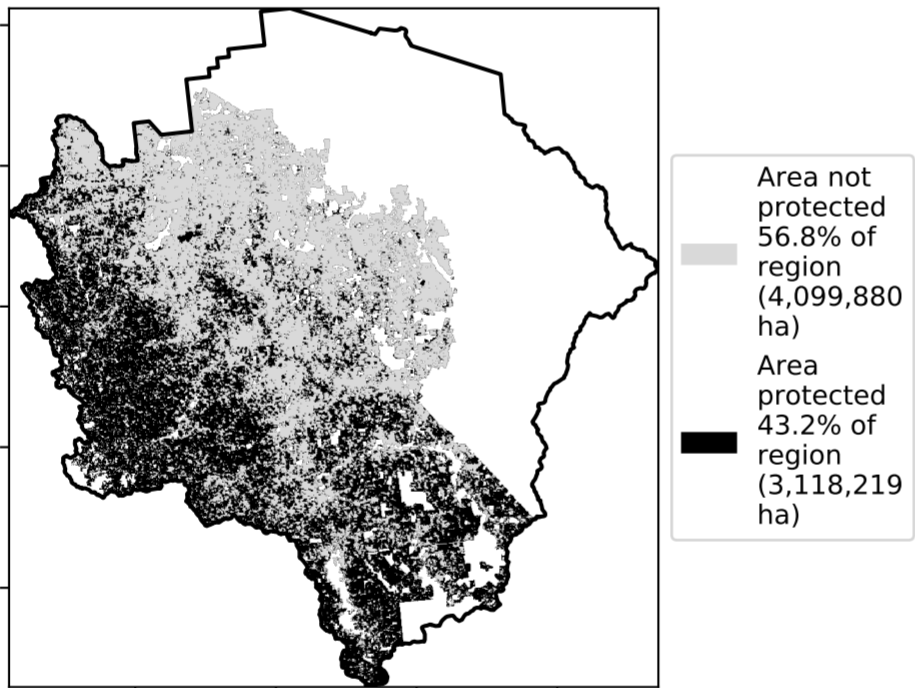 Area not
protected
56.8% of
region
(4,099,880
ha)
Area
protected
43.2% of
region
(3,118,219
ha)